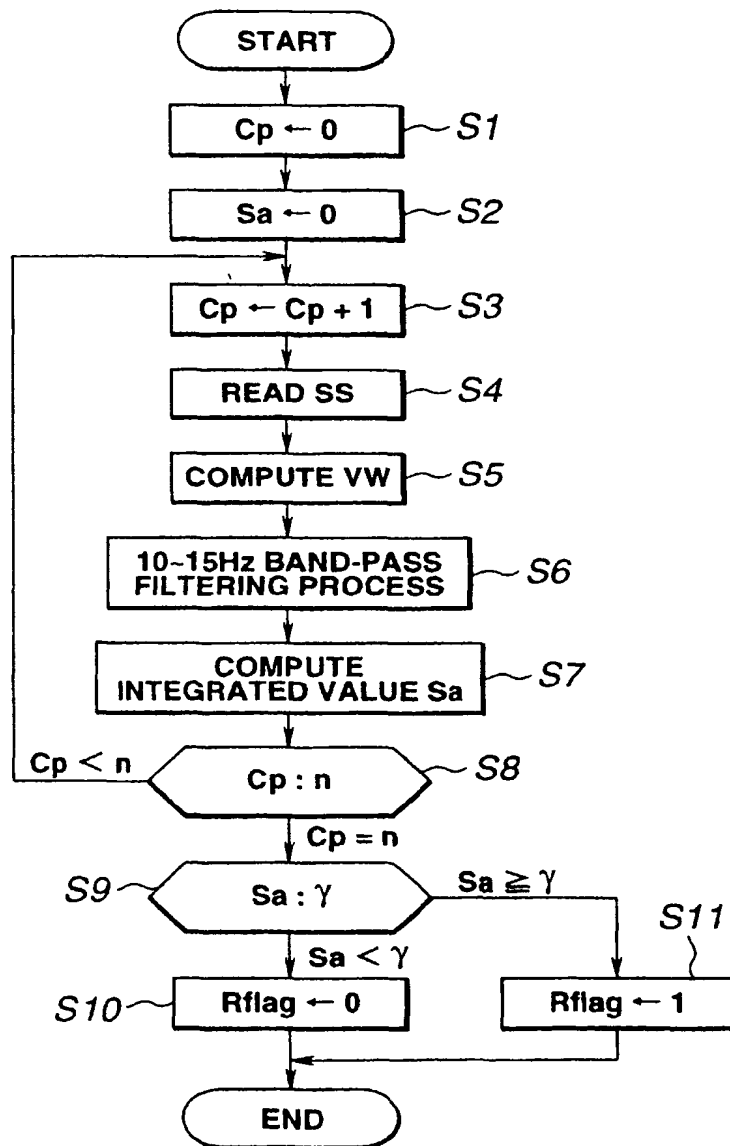 START
Cp ← 0
S1
Sa ← 0
S2
Cp ← Cp + 1
S3
READ SS
S4
COMPUTE VW
S5
10~15Hz BAND-PASS
FILTERING PROCESS
S6
COMPUTE
INTEGRATED VALUE Sa
S7
Cp < n
Cp : n
S8
Cp = n
S9
Sa : γ
Sa ≧ γ
Sa < γ
S11
S10
Rflag ← 0
Rflag ← 1
END